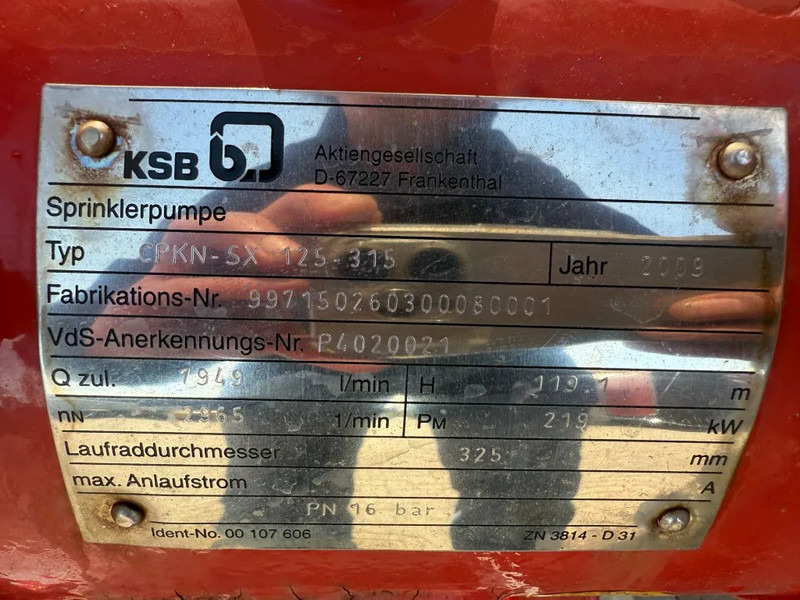 KSB b Aktiengesellschaft
D-67227 Frankenthal
Sprinklerpumpe
Typ CPKN-SX 125-315 Jahr 2009
Fabrikations-Nr. 997150260300080001
VdS-Anerkennungs-Nr. P4020021
Q zul. 1949 l/min H 119.1 m
nN 2965 1/min PM 219 kW
Laufraddurchmesser 325 mm
max. Anlaufstrom A
PN 16 bar
Ident-No. 00 107 606 ZN 3814 - D 31